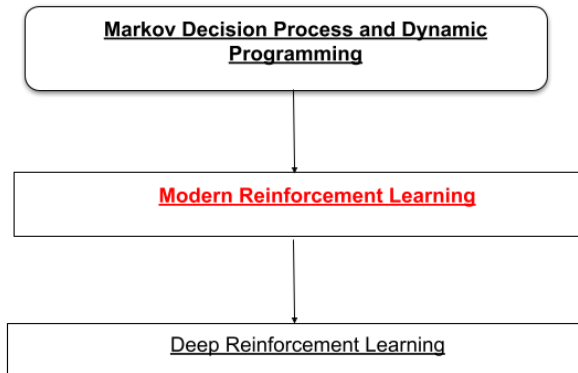 Markov Decision Process and Dynamic
Programming
Modern Reinforcement Learning
Deep Reinforcement Learning